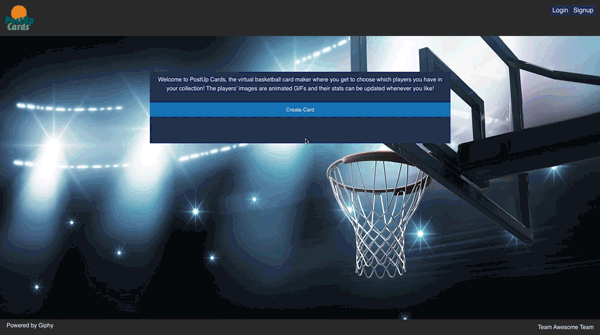 PostUp
Cards
Login Signup
Welcome to PostUp Cards, the virtual basketball card maker where you get to choose which players you have in
your collection! The players' images are animated GIFs and their stats can be updated whenever you like!
Create Card
Powered by Giphy
Team Awesome Team